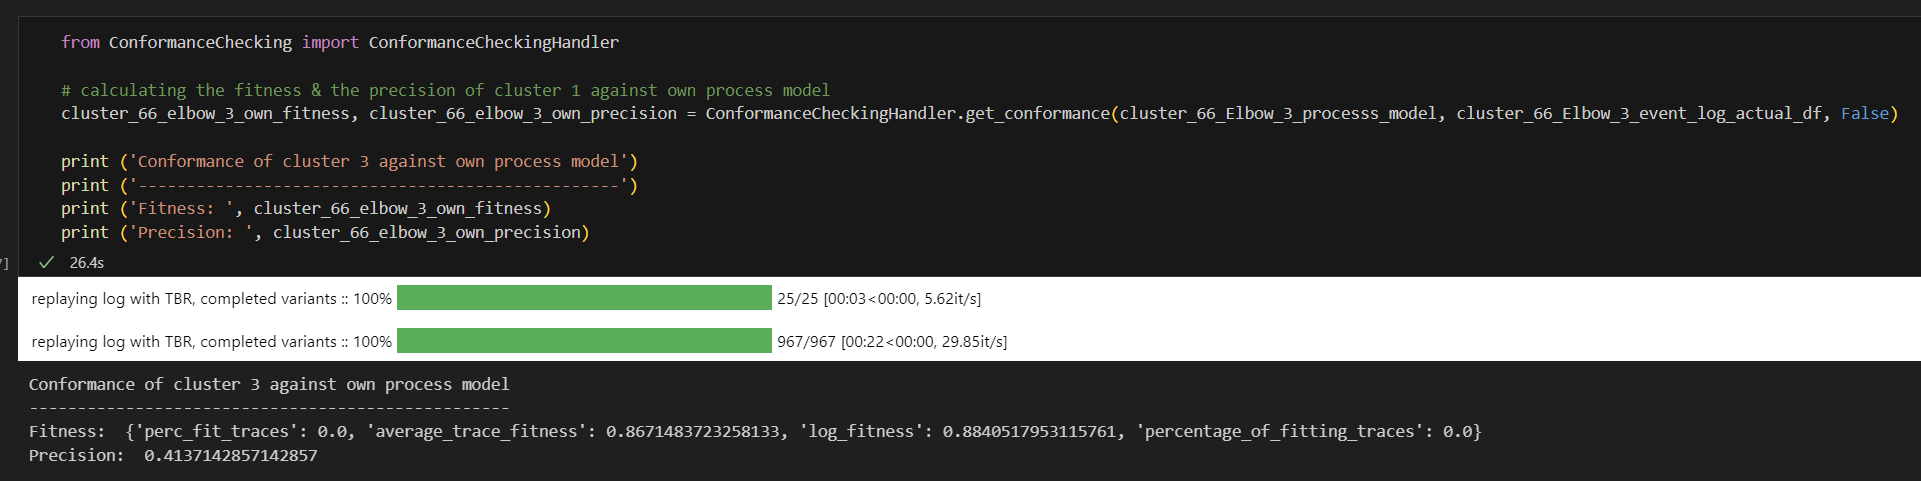 from ConformanceChecking import ConformanceCheckingHandler
# calculating the fitness & the precision of cluster 1 against own process model
cluster_66_elbow_3_own_fitness, cluster_66_elbow_3_own_precision = ConformanceCheckingHandler.get_conformance(cluster_66_Elbow_3_processs_model, cluster_66_Elbow_3_event_log_actual_df, False)
print ('Conformance of cluster 3 against own process model')
print ('--------------------------------------------------')
print ('Fitness: ', cluster_66_elbow_3_own_fitness)
print ('Precision: ', cluster_66_elbow_3_own_precision)
] 26.4s
replaying log with TBR, completed variants :: 100% 25/25 [00:03<00:00, 5.62it/s]
replaying log with TBR, completed variants :: 100% 967/967 [00:22<00:00, 29.85it/s]
Conformance of cluster 3 against own process model
--------------------------------------------------
Fitness:  {'perc_fit_traces': 0.0, 'average_trace_fitness': 0.8671483723258133, 'log_fitness': 0.8840517953115761, 'percentage_of_fitting_traces': 0.0}
Precision:  0.4137142857142857